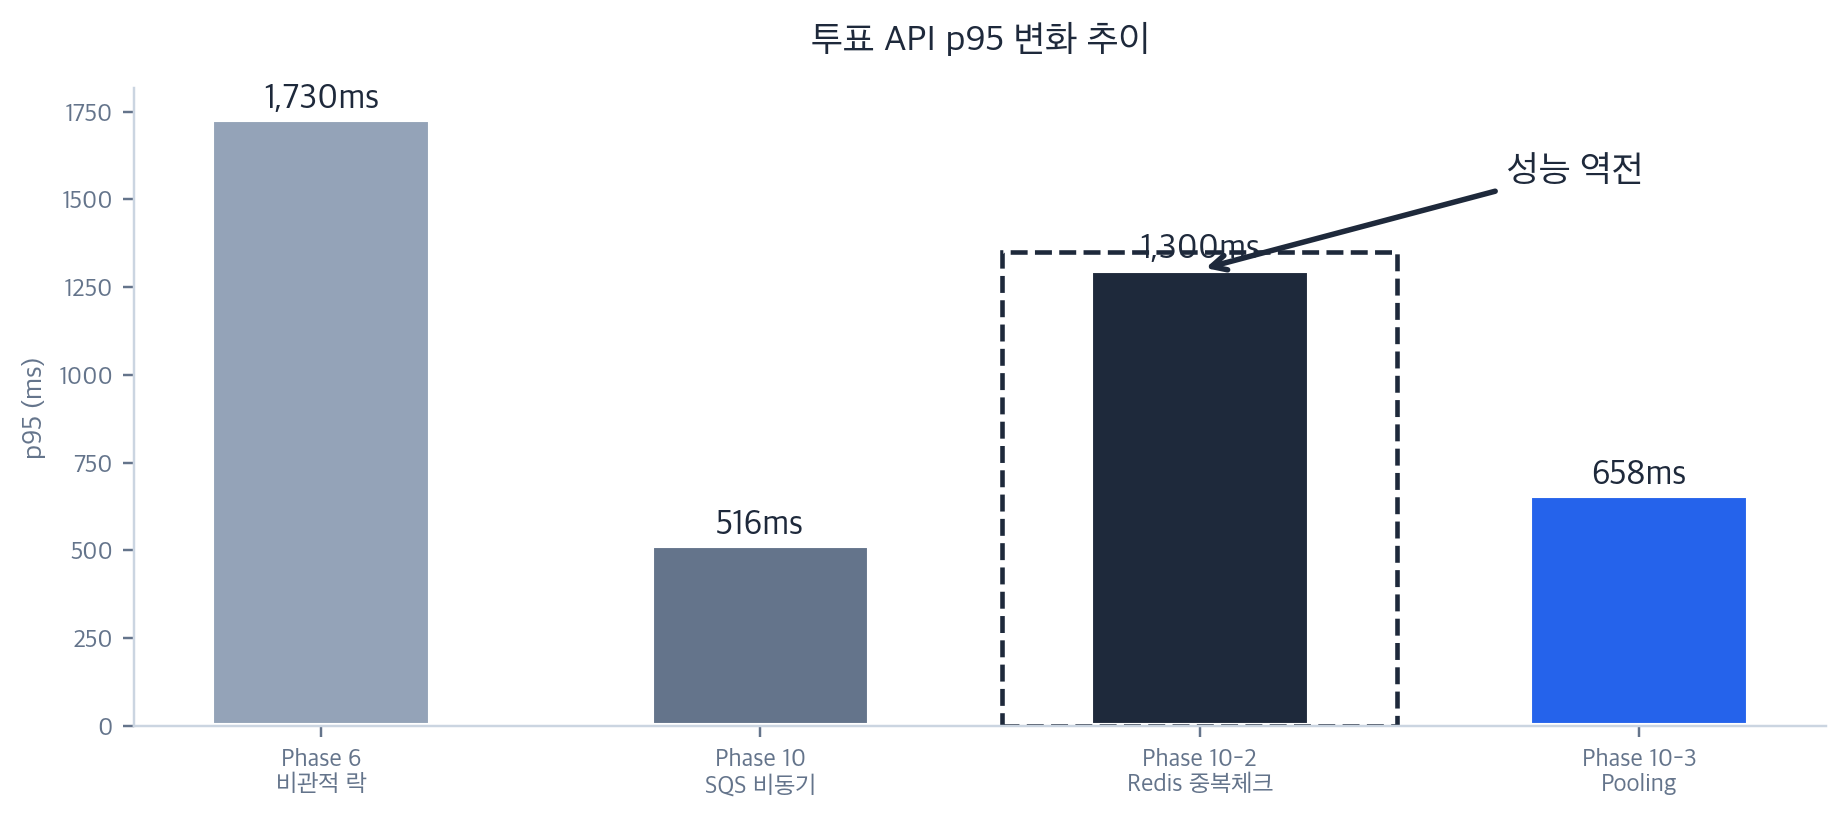 투표 API p95 변화 추이
p95 (ms)
1750
1500
1250
1000
750
500
250
0
1,730ms
516ms
1,300ms
658ms
성능 역전
Phase 6
비관적 락
Phase 10
SQS 비동기
Phase 10-2
Redis 중복체크
Phase 10-3
Pooling